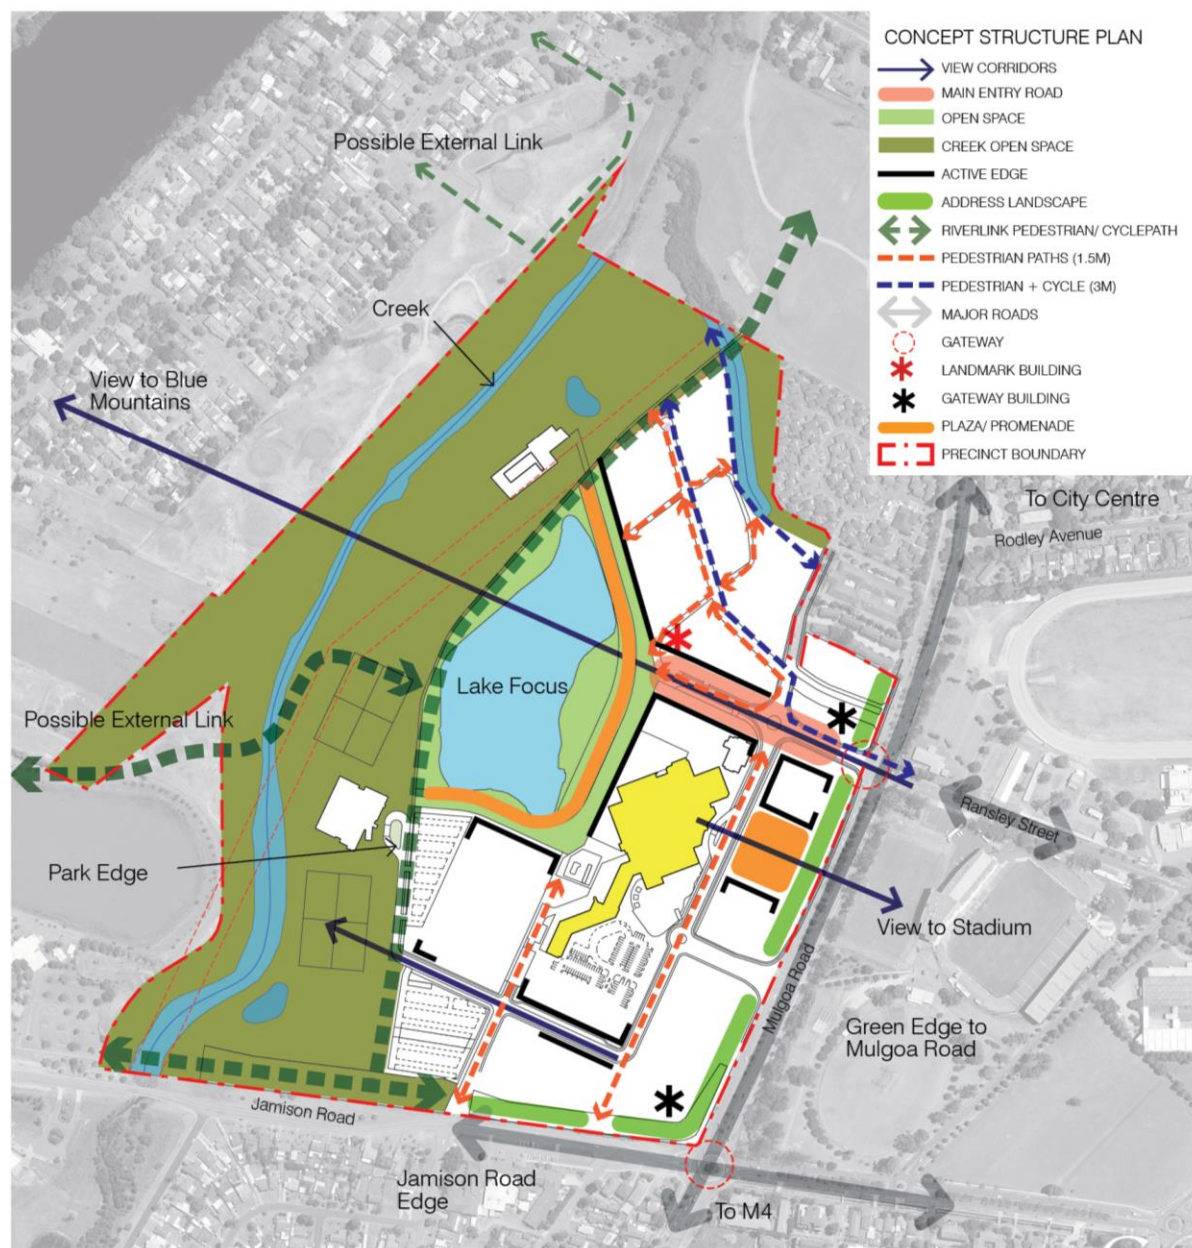 CONCEPT STRUCTURE PLAN
VIEW CORRIDORS
MAIN ENTRY ROAD
OPEN SPACE
CREEK OPEN SPACE
ACTIVE EDGE
ADDRESS LANDSCAPE
RIVERLINK PEDESTRIAN/ CYCLEPATH
PEDESTRIAN PATHS (1.5M)
PEDESTRIAN + CYCLE (3M)
MAJOR ROADS
GATEWAY
LANDMARK BUILDING
GATEWAY BUILDING
PLAZA/ PROMENADE
PRECINCT BOUNDARY
Possible External Link
Creek
View to Blue
Mountains
To City Centre
Rodley Avenue
Lake Focus
Possible External Link
Ransley Street
Park Edge
View to Stadium
Mulgoa Road
Green Edge to
Mulgoa Road
Jamison Road
Jamison Road
Edge
To M4